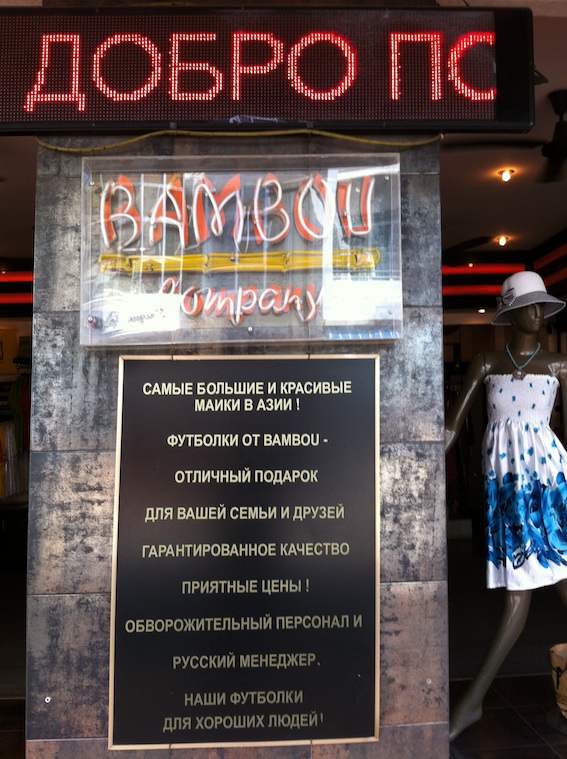 ДОБРО ПО
BAMBOU
Company
САМЫЕ БОЛЬШИЕ И КРАСИВЫЕ
МАИКИ В АЗИИ !
ФУТБОЛКИ ОТ BAMBOU -
ОТЛИЧНЫЙ ПОДАРОК
ДЛЯ ВАШЕЙ СЕМЬИ И ДРУЗЕЙ
ГАРАНТИРОВАННОЕ КАЧЕСТВО
ПРИЯТНЫЕ ЦЕНЫ !
ОБВОРОЖИТЕЛЬНЫЙ ПЕРСОНАЛ И
РУССКИЙ МЕНЕДЖЕР.
НАШИ ФУТБОЛКИ
ДЛЯ ХОРОШИХ ЛЮДЕЙ!